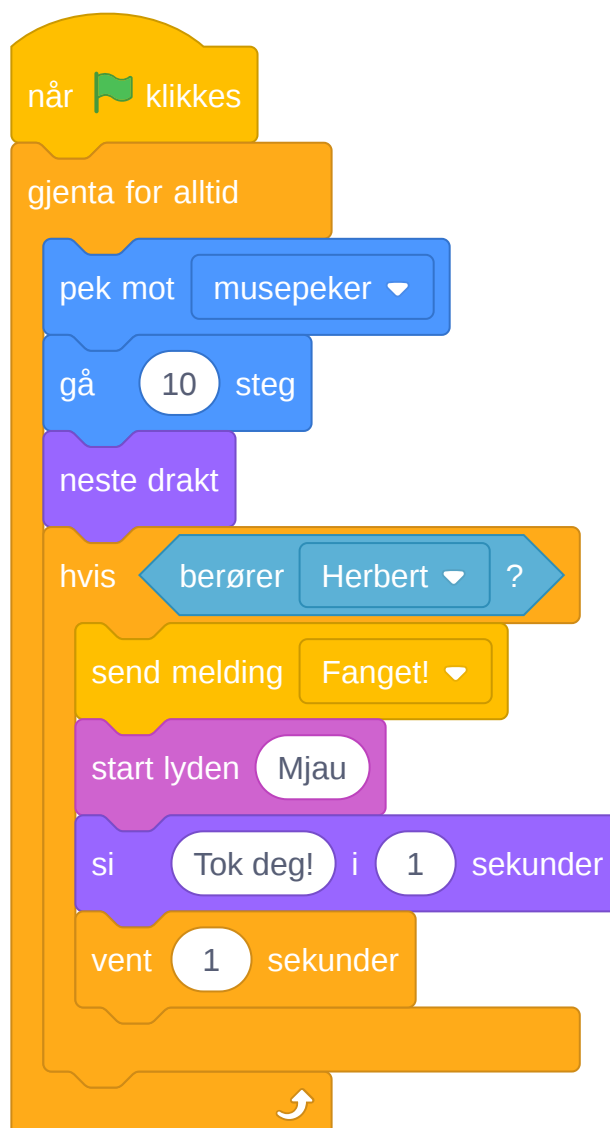 når klikkes
gjenta for alltid
pek mot musepeker
gå 10 steg
neste drakt
hvis berører Herbert ?
send melding Fanget!
start lyden Mjau
si Tok deg! i 1 sekunder
vent 1 sekunder